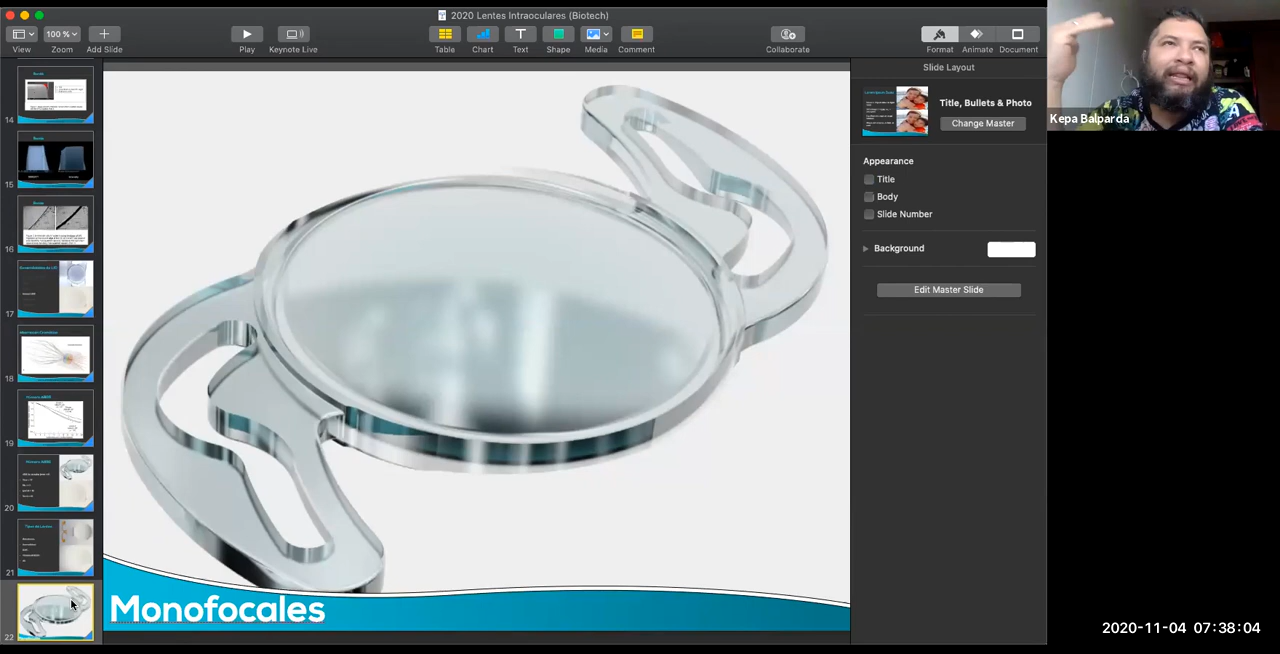 2020 Lentes Intraoculares (Biotech)
100 %
View
Zoom
Add Slide
Play
Keynote Live
Table
Chart
Text
Shape
Media
Comment
Collaborate
Format
Animate
Document
Slide Layout
Title, Bullets & Photo
Change Master
Appearance
Title
Body
Slide Number
Background
Edit Master Slide
Kepa Balparda
14
15
16
17
18
19
20
21
22
Monofocales
2020-11-04 07:38:04